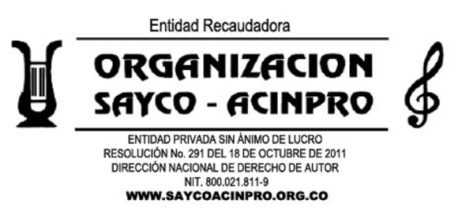 Entidad Recaudadora
ORGANIZACION
SAYCO - ACINPRO
ENTIDAD PRIVADA SIN ÁNIMO DE LUCRO
RESOLUCIÓN No. 291 DEL 18 DE OCTUBRE DE 2011
DIRECCIÓN NACIONAL DE DERECHO DE AUTOR
NIT. 800.021.811-9
WWW.SAYCOACINPRO.ORG.CO